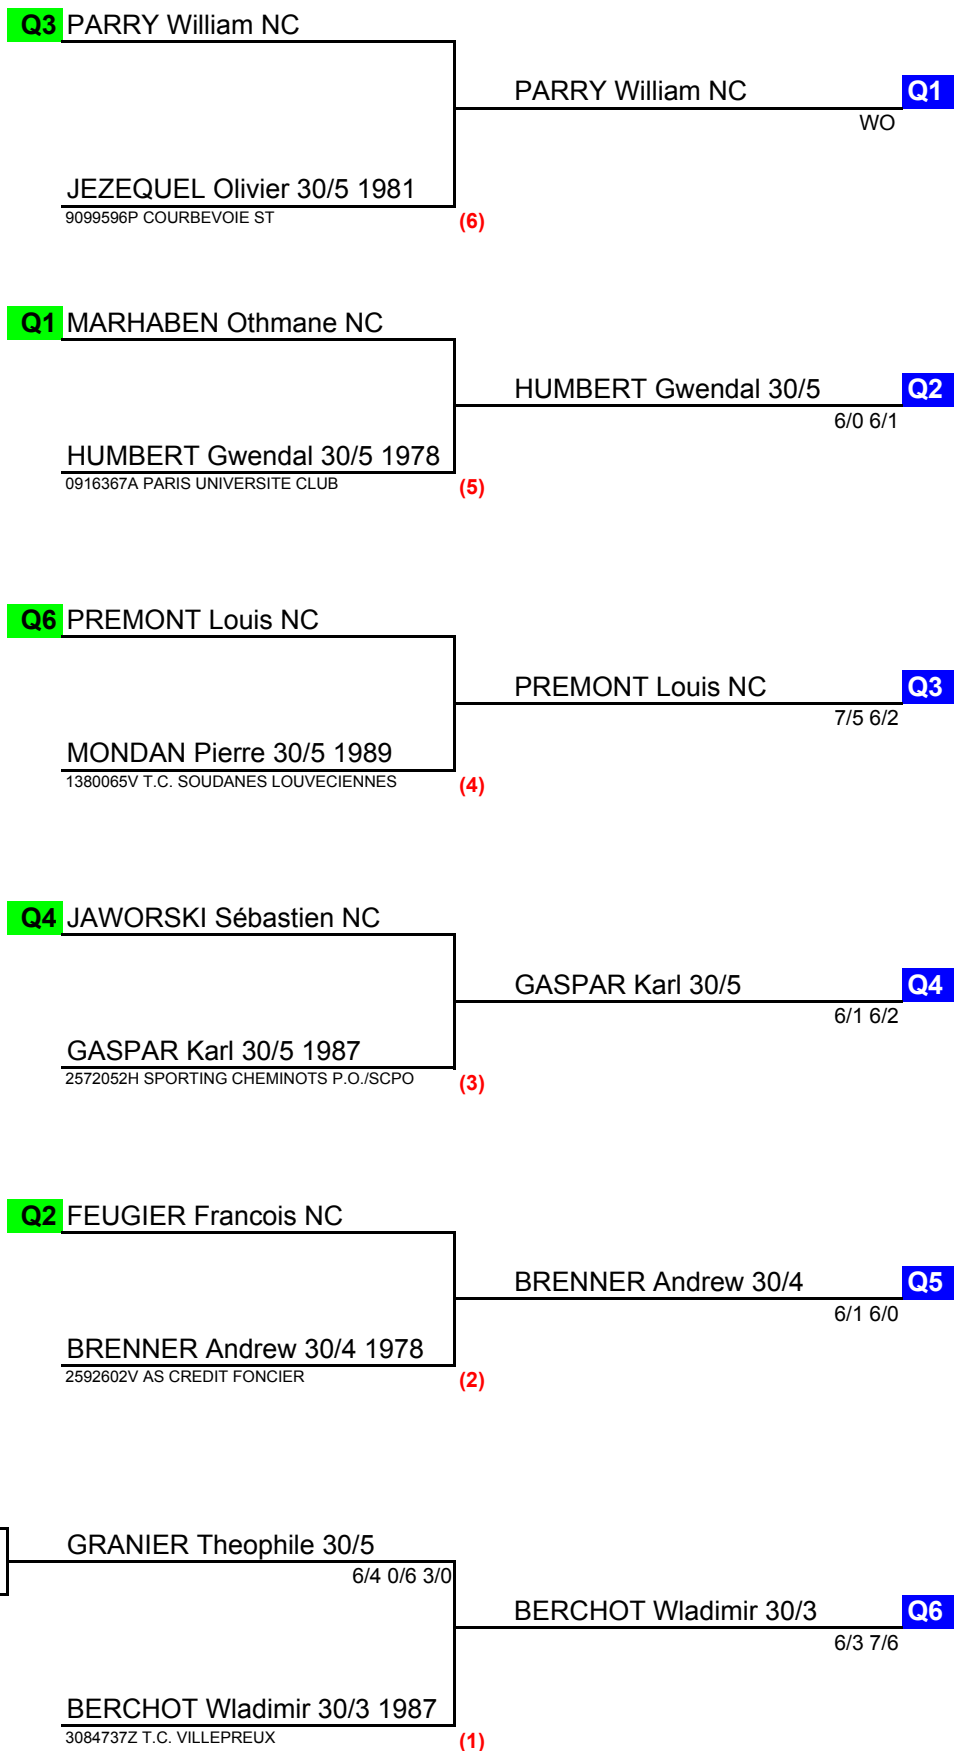 Q3 PARRY William NC
PARRY William NC Q1
WO
JEZEQUEL Olivier 30/5 1981
9099596P COURBEVOIE ST
(6)
Q1 MARHABEN Othmane NC
HUMBERT Gwendal 30/5 Q2
6/0 6/1
HUMBERT Gwendal 30/5 1978
0916367A PARIS UNIVERSITE CLUB
(5)
Q6 PREMONT Louis NC
PREMONT Louis NC Q3
7/5 6/2
MONDAN Pierre 30/5 1989
1380065V T.C. SOUDANES LOUVECIENNES
(4)
Q4 JAWORSKI Sébastien NC
GASPAR Karl 30/5 Q4
6/1 6/2
GASPAR Karl 30/5 1987
2572052H SPORTING CHEMINOTS P.O./SCPO
(3)
Q2 FEUGIER Francois NC
BRENNER Andrew 30/4 Q5
6/1 6/0
BRENNER Andrew 30/4 1978
2592602V AS CREDIT FONCIER
(2)
GRANIER Theophile 30/5
6/4 0/6 3/0
BERCHOT Wladimir 30/3 Q6
6/3 7/6
BERCHOT Wladimir 30/3 1987
3084737Z T.C. VILLEPREUX
(1)